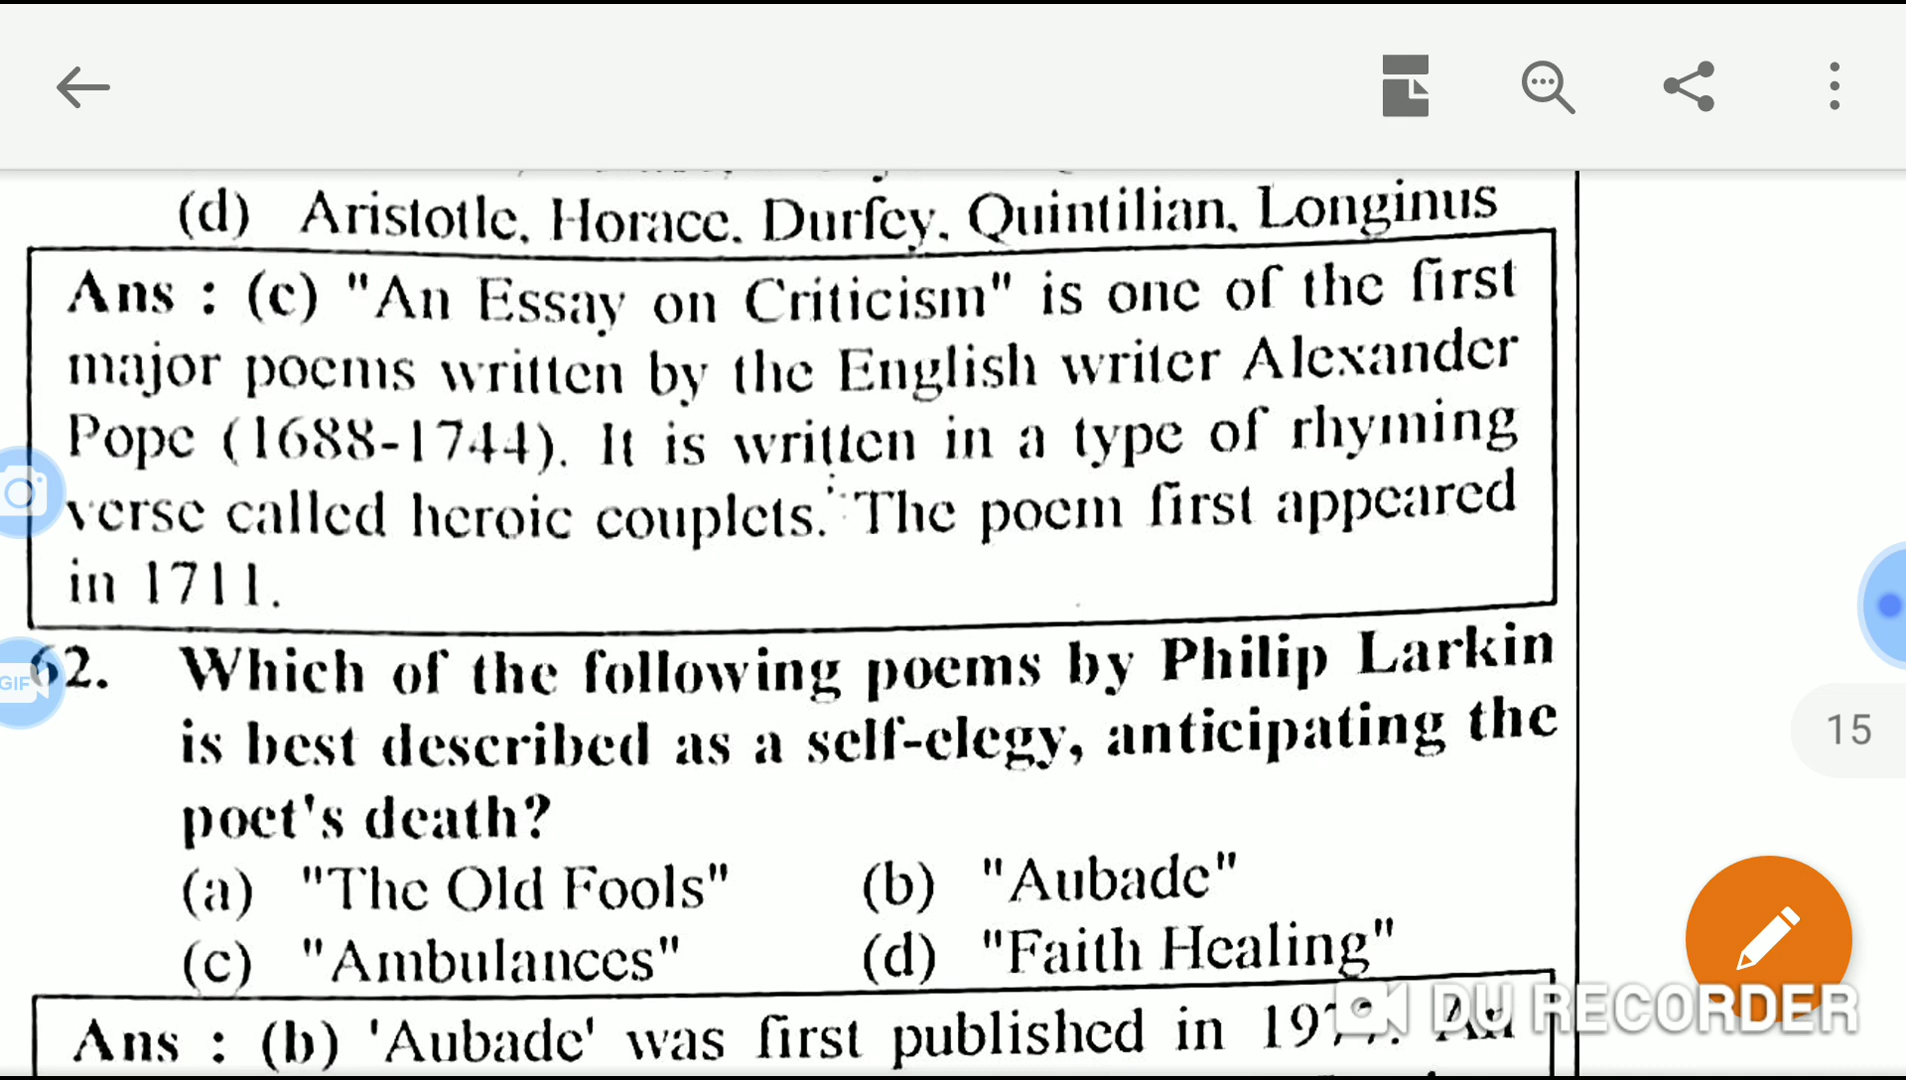 (d) Aristotle, Horace, Durfey, Quintilian, Longinus
Ans : (c) "An Essay on Criticism" is one of the first
major poems written by the English writer Alexander
Pope (1688-1744). It is written in a type of rhyming
verse called heroic couplets. The poem first appeared
in 1711.
62. Which of the following poems by Philip Larkin
is best described as a self-elegy, anticipating the
poet's death?
(a) "The Old Fools" (b) "Aubade"
(c) "Ambulances" (d) "Faith Healing"
Ans : (b) 'Aubade' was first published in 1977. An
GIF
15
DU RECORDER